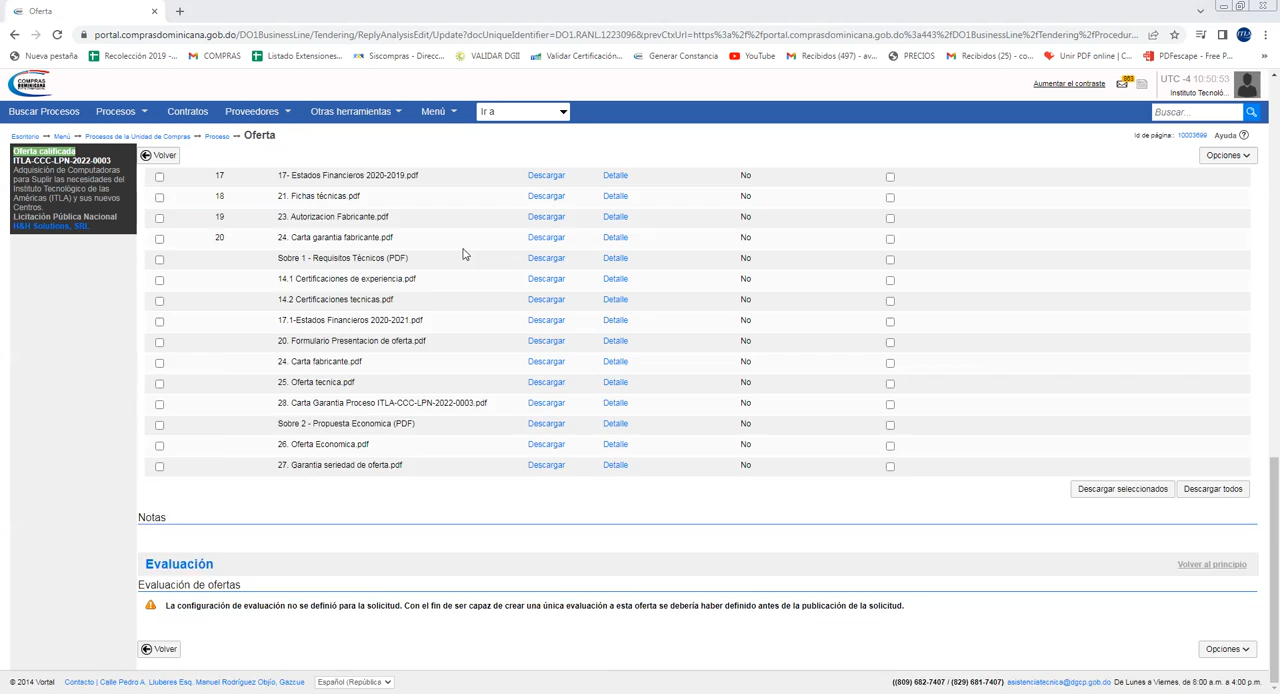 Oferta
portal.comprasdominicana.gob.do/DO1BusinessLine/Tendering/ReplyAnalysisEdit/Update?docUniqueIdentifier=DO1.RANL.1223096&prevCtxUrl=https%3a%2f%2fportal.comprasdominicana.gob.do%3a443%2fDO1BusinessLine%2fTendering%2fProcedur...
Nueva pestaña Recolección 2019 -... COMPRAS Listado Extensiones... Siscompras - Direcc... VALIDAR DGII Validar Certificación... Generar Constancia Recibidos (497) - av... PRECIOS YouTube Recibidos (25) - co... Unir PDF online | C... PDFescape - Free P... »
COMPRAS DOMINICANA
Aumentar el contraste 863 UTC -4 10:50:53
Instituto Tecnoló...
Buscar Procesos Procesos Contratos Proveedores Otras herramientas Menú Ir a Buscar...
Escritorio → Menú → Procesos de la Unidad de Compras → Proceso → Oferta Id de página:: 10003699 Ayuda
Oferta calificada
ITLA-CCC-LPN-2022-0003
Adquisición de Computadoras
para Suplir las necesidades del
Instituto Tecnológico de las
Américas (ITLA) y sus nuevos
Centros.
Licitación Pública Nacional
H&H Solutions, SRL
Volver Opciones
17 17- Estados Financieros 2020-2019.pdf Descargar Detalle No
18 21. Fichas técnicas.pdf Descargar Detalle No
19 23. Autorizacion Fabricante.pdf Descargar Detalle No
20 24. Carta garantia fabricante.pdf Descargar Detalle No
Sobre 1 - Requisitos Técnicos (PDF) Descargar Detalle No
14.1 Certificaciones de experiencia.pdf Descargar Detalle No
14.2 Certificaciones tecnicas.pdf Descargar Detalle No
17.1-Estados Financieros 2020-2021.pdf Descargar Detalle No
20. Formulario Presentacion de oferta.pdf Descargar Detalle No
24. Carta fabricante.pdf Descargar Detalle No
25. Oferta tecnica.pdf Descargar Detalle No
28. Carta Garantia Proceso ITLA-CCC-LPN-2022-0003.pdf Descargar Detalle No
Sobre 2 - Propuesta Economica (PDF) Descargar Detalle No
26. Oferta Economica.pdf Descargar Detalle No
27. Garantia seriedad de oferta.pdf Descargar Detalle No
Descargar seleccionados Descargar todos
Notas
Evaluación Volver al principio
Evaluación de ofertas
La configuración de evaluación no se definió para la solicitud. Con el fin de ser capaz de crear una única evaluación a esta oferta se debería haber definido antes de la publicación de la solicitud.
Volver Opciones
© 2014 Vortal Contacto | Calle Pedro A. Lluberes Esq. Manuel Rodríguez Objío, Gazcue Español (República ((809) 682-7407 / (829) 681-7407) asistenciatecnica@dgcp.gob.do De Lunes a Viernes, de 8:00 a.m. a 4:00 p.m.